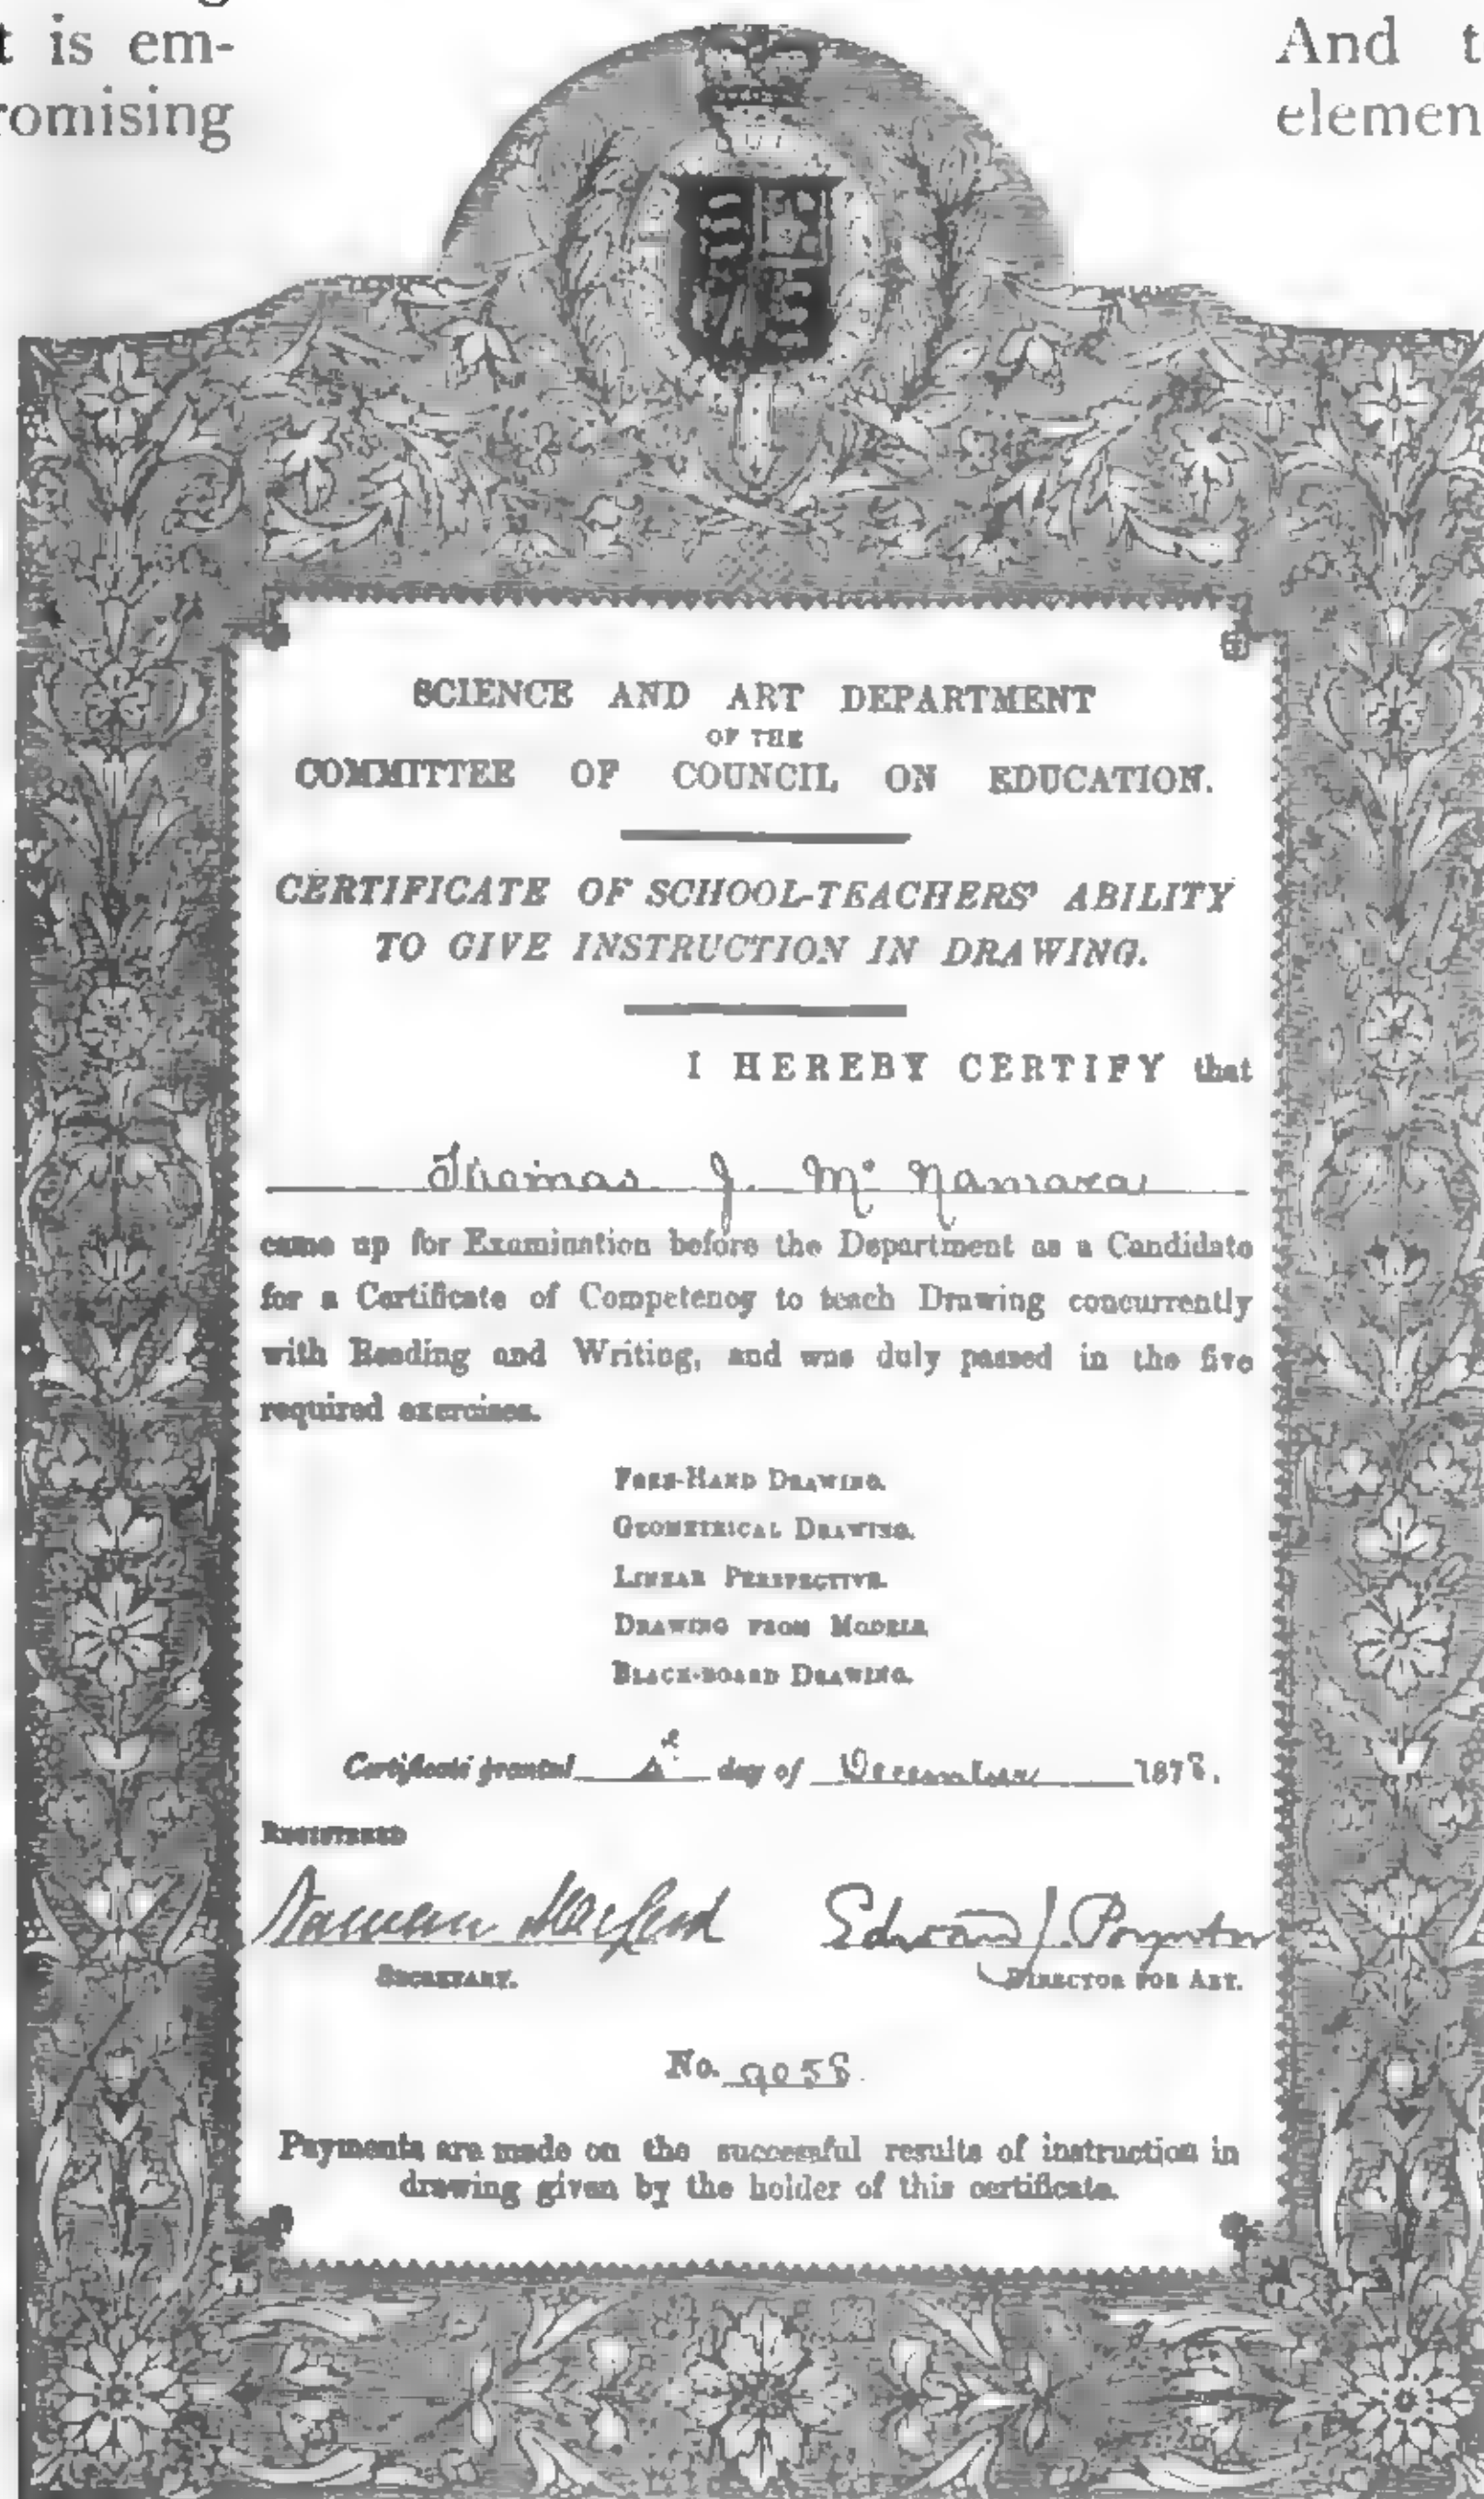 t is em-
romising
And t
elemen
SCIENCE AND ART DEPARTMENT
OF THE
COMMITTEE OF COUNCIL ON EDUCATION.
CERTIFICATE OF SCHOOL-TEACHERS' ABILITY
TO GIVE INSTRUCTION IN DRAWING.
I HEREBY CERTIFY that
Thomas J. Mc Namara
came up for Examination before the Department as a Candidate
for a Certificate of Competency to teach Drawing concurrently
with Reading and Writing, and was duly passed in the five
required exercises.
FREE-HAND DRAWING.
GEOMETRICAL DRAWING.
LINEAR PERSPECTIVE.
DRAWING FROM MODELS.
BLACK-BOARD DRAWING.
Certificate granted day of December 1878.
REGISTERED
Norman MacLeod Edward J. Poynter
SECRETARY. DIRECTOR FOR ART.
No. 9058
Payments are made on the successful results of instruction in
drawing given by the holder of this certificate.